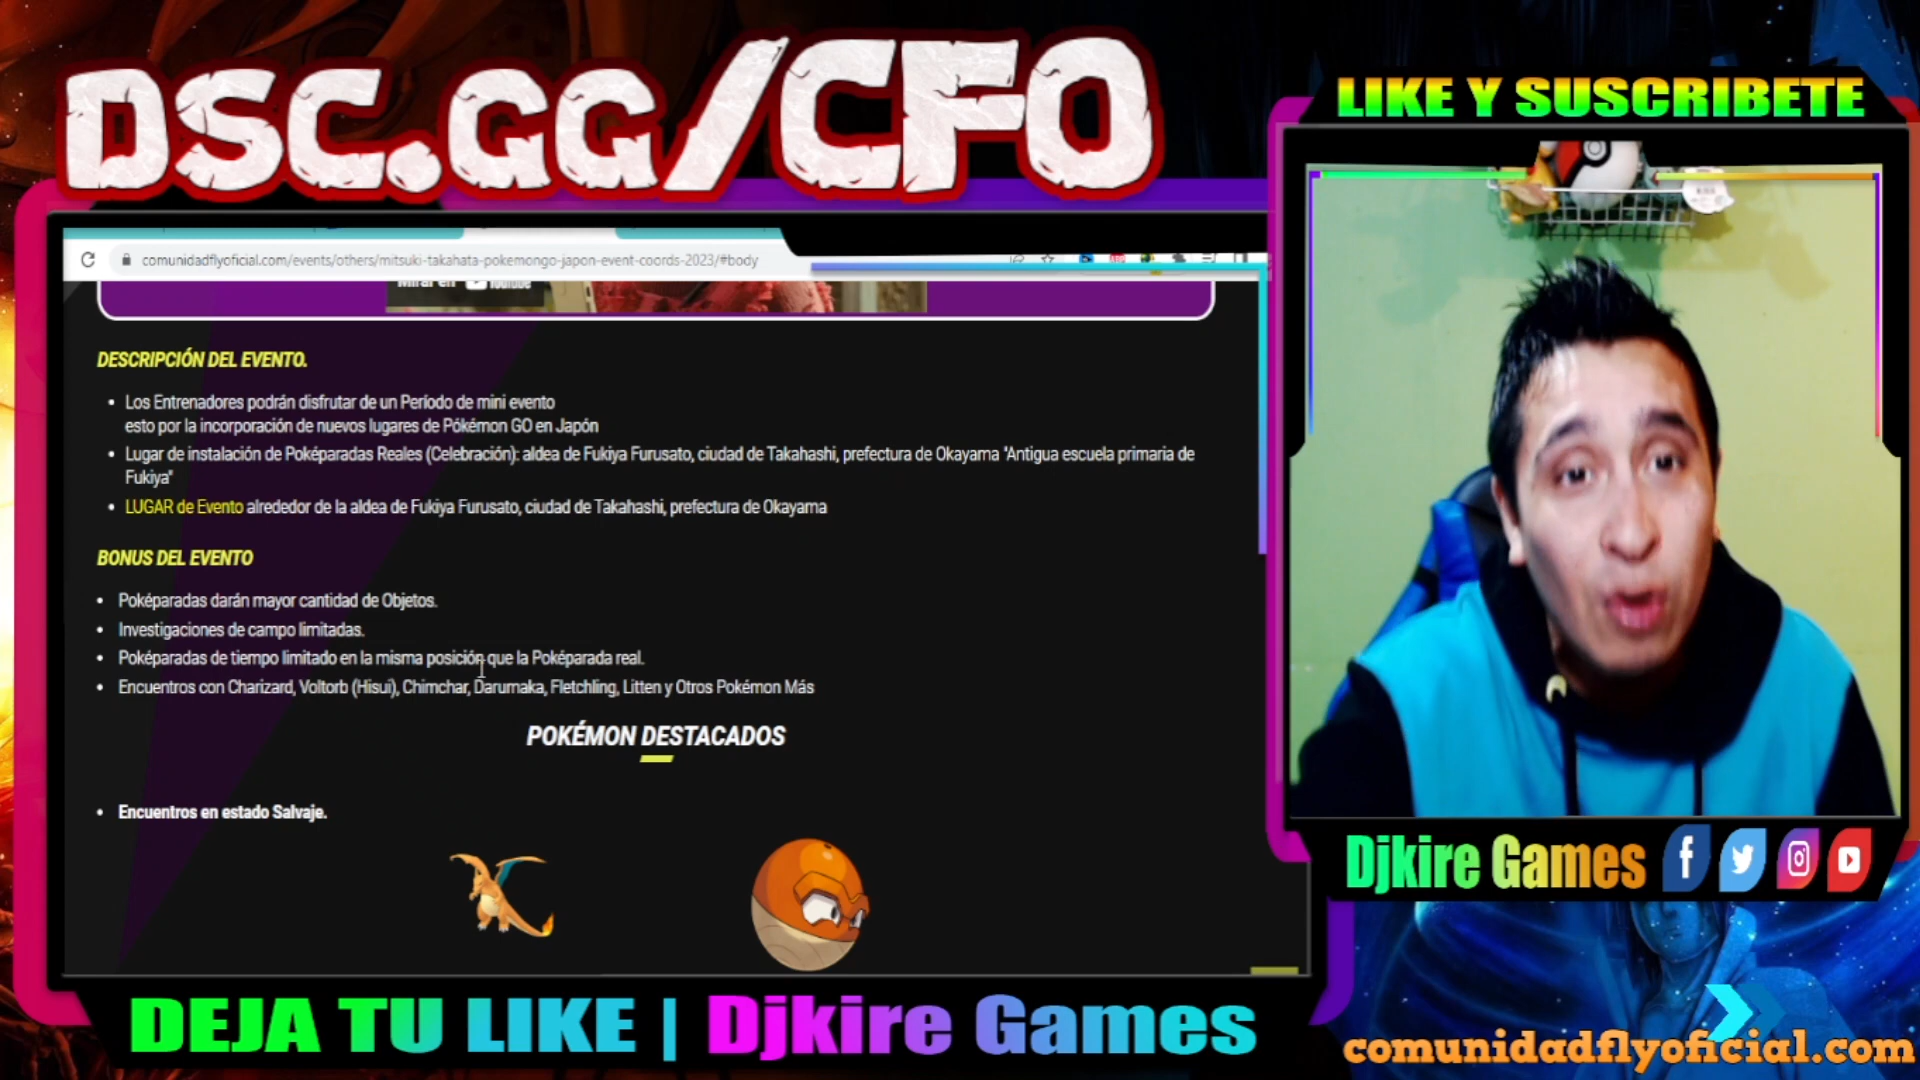 DSC.GG/CFO
LIKE Y SUSCRIBETE
comunidadflyoficial.com/events/others/mitsuki-takahata-pokemongo-japon-event-coords-2023/#body
Mirar en YouTube
DESCRIPCIÓN DEL EVENTO.
• Los Entrenadores podrán disfrutar de un Período de mini evento
esto por la incorporación de nuevos lugares de Pókémon GO en Japón
• Lugar de instalación de Poképaradas Reales (Celebración): aldea de Fukiya Furusato, ciudad de Takahashi, prefectura de Okayama "Antigua escuela primaria de
Fukiya"
• LUGAR de Evento alrededor de la aldea de Fukiya Furusato, ciudad de Takahashi, prefectura de Okayama
BONUS DEL EVENTO
• Poképaradas darán mayor cantidad de Objetos.
• Investigaciones de campo limitadas.
• Poképaradas de tiempo limitado en la misma posición que la Poképarada real.
• Encuentros con Charizard, Voltorb (Hisui), Chimchar, Darumaka, Fletchling, Litten y Otros Pokémon Más
POKÉMON DESTACADOS
• Encuentros en estado Salvaje.
Djkire Games
DEJA TU LIKE | Djkire Games
comunidadflyoficial.com